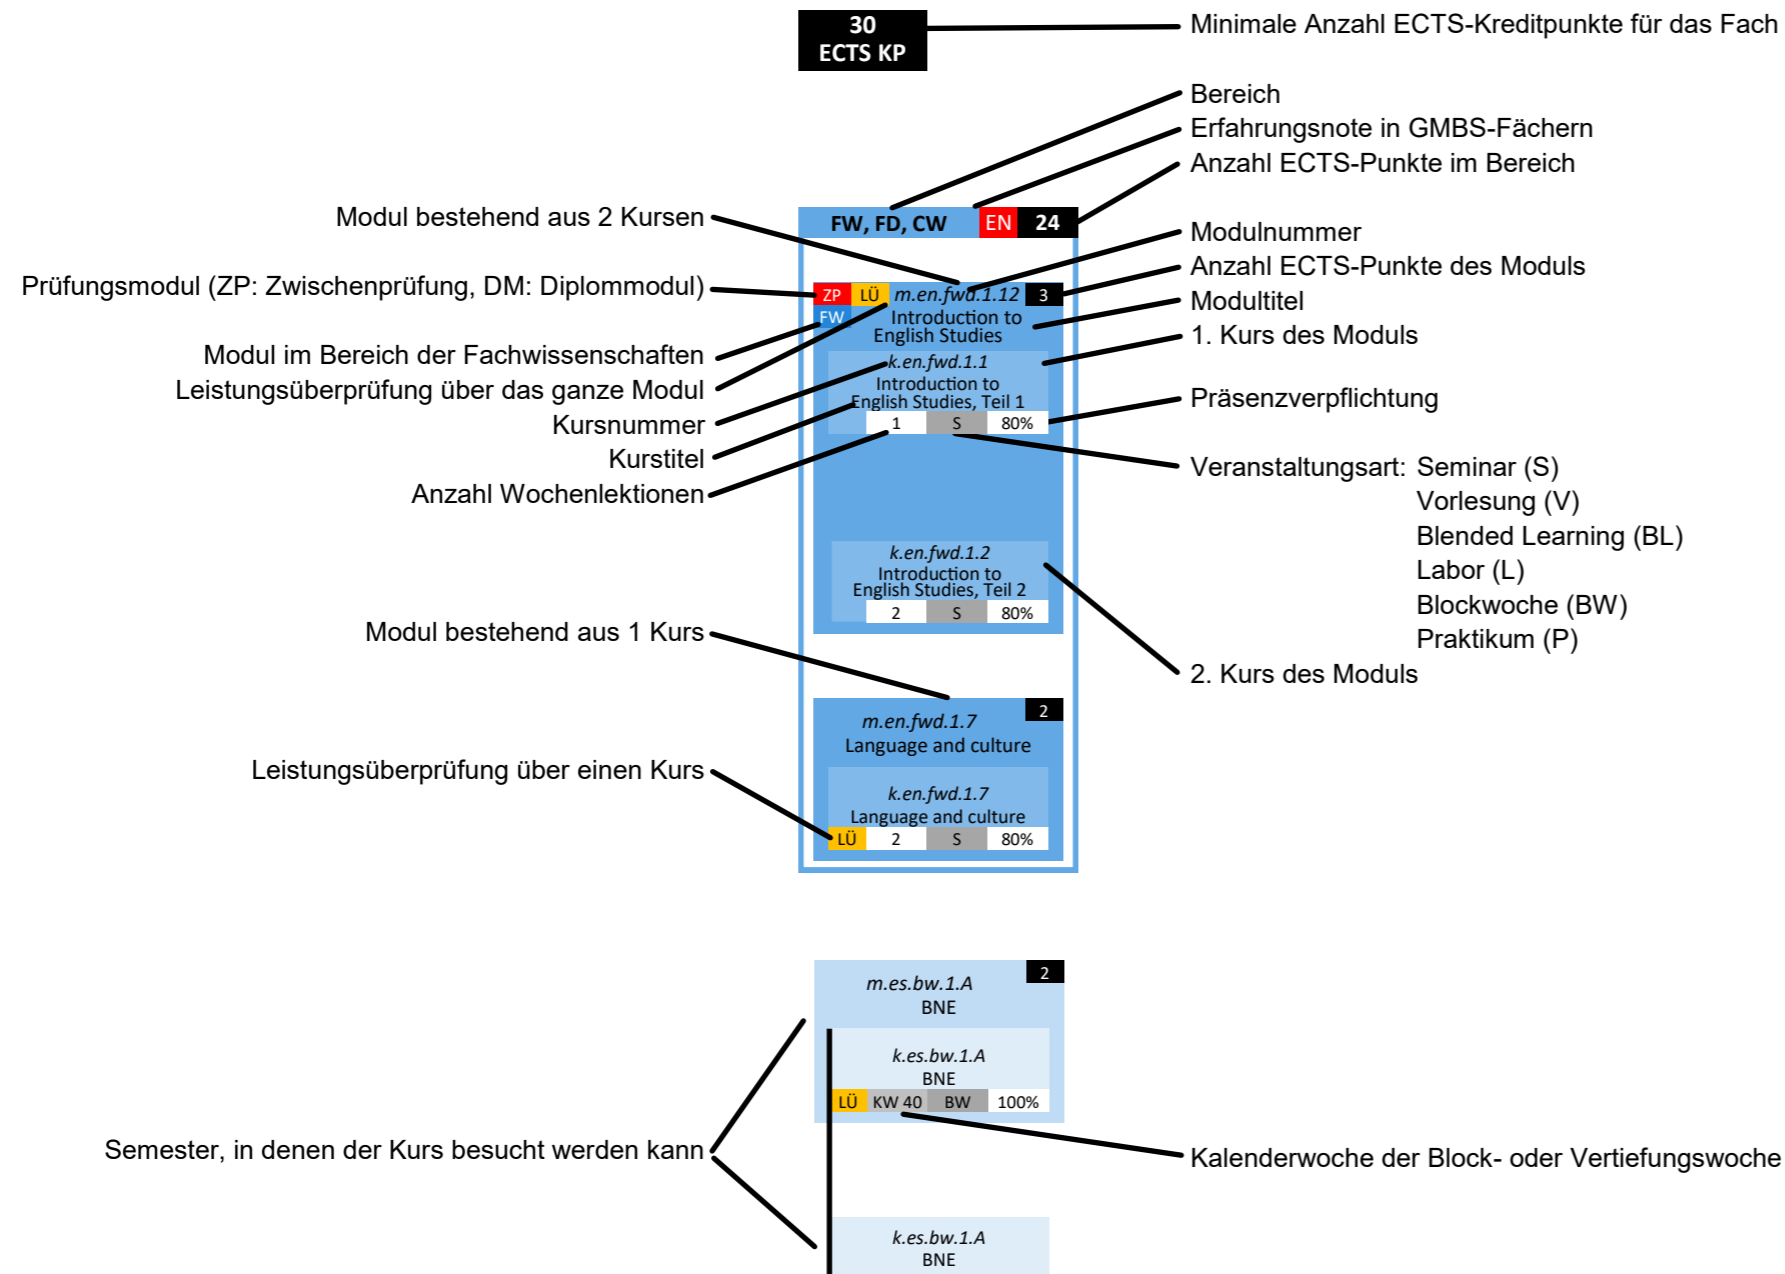 30
ECTS KP
Minimale Anzahl ECTS-Kreditpunkte für das Fach
Bereich
Erfahrungsnote in GMBS-Fächern
Anzahl ECTS-Punkte im Bereich
Modul bestehend aus 2 Kursen
FW, FD, CW EN 24
Modulnummer
Anzahl ECTS-Punkte des Moduls
Prüfungsmodul (ZP: Zwischenprüfung, DM: Diplommodul)
ZP LÜ m.en.fwd.1.12 3
Modultitel
FW Introduction to
English Studies
1. Kurs des Moduls
Modul im Bereich der Fachwissenschaften
k.en.fwd.1.1
Leistungsüberprüfung über das ganze Modul
Introduction to
English Studies, Teil 1
Präsenzverpflichtung
Kursnummer
1 S 80%
Kurstitel
Veranstaltungsart: Seminar (S)
Anzahl Wochenlektionen
Vorlesung (V)
Blended Learning (BL)
Labor (L)
Blockwoche (BW)
Praktikum (P)
k.en.fwd.1.2
Introduction to
English Studies, Teil 2
2 S 80%
Modul bestehend aus 1 Kurs
2. Kurs des Moduls
2
m.en.fwd.1.7
Language and culture
Leistungsüberprüfung über einen Kurs
k.en.fwd.1.7
Language and culture
LÜ 2 S 80%
2
m.es.bw.1.A
BNE
k.es.bw.1.A
BNE
LÜ KW 40 BW 100%
Semester, in denen der Kurs besucht werden kann
Kalenderwoche der Block- oder Vertiefungswoche
k.es.bw.1.A
BNE